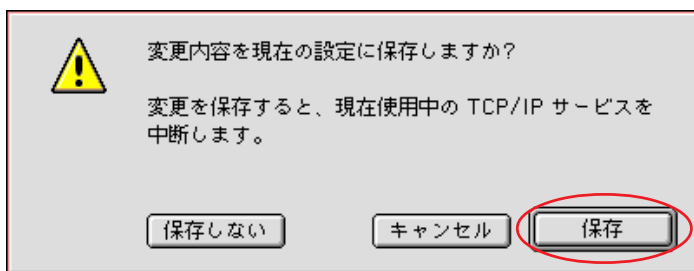 変更内容を現在の設定に保存しますか?
変更を保存すると、現在使用中の TCP/IP サービスを
中断します。
保存しない キャンセル 保存